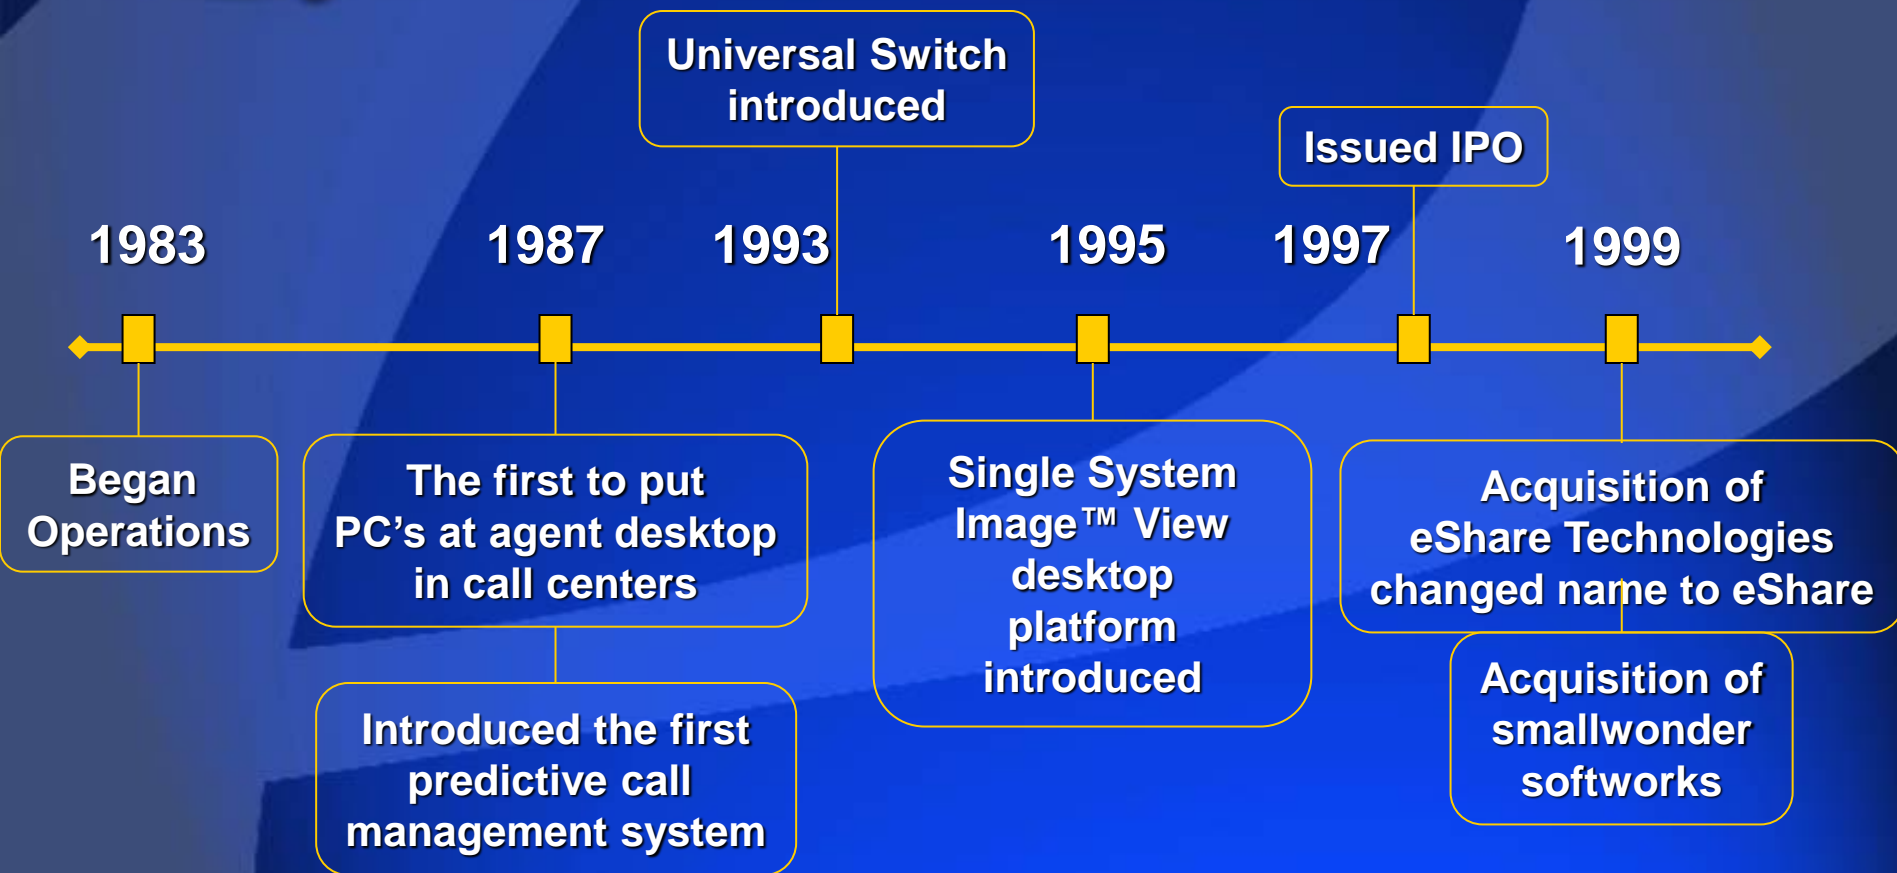 Universal Switch
introduced
Issued IPO
1983
1987
1993
1995
1997
1999
Began
Operations
The first to put
PC’s at agent desktop
in call centers
Introduced the first
predictive call
management system
Single System
Image™ View
desktop
platform
introduced
Acquisition of
eShare Technologies
changed name to eShare
Acquisition of
smallwonder
softworks